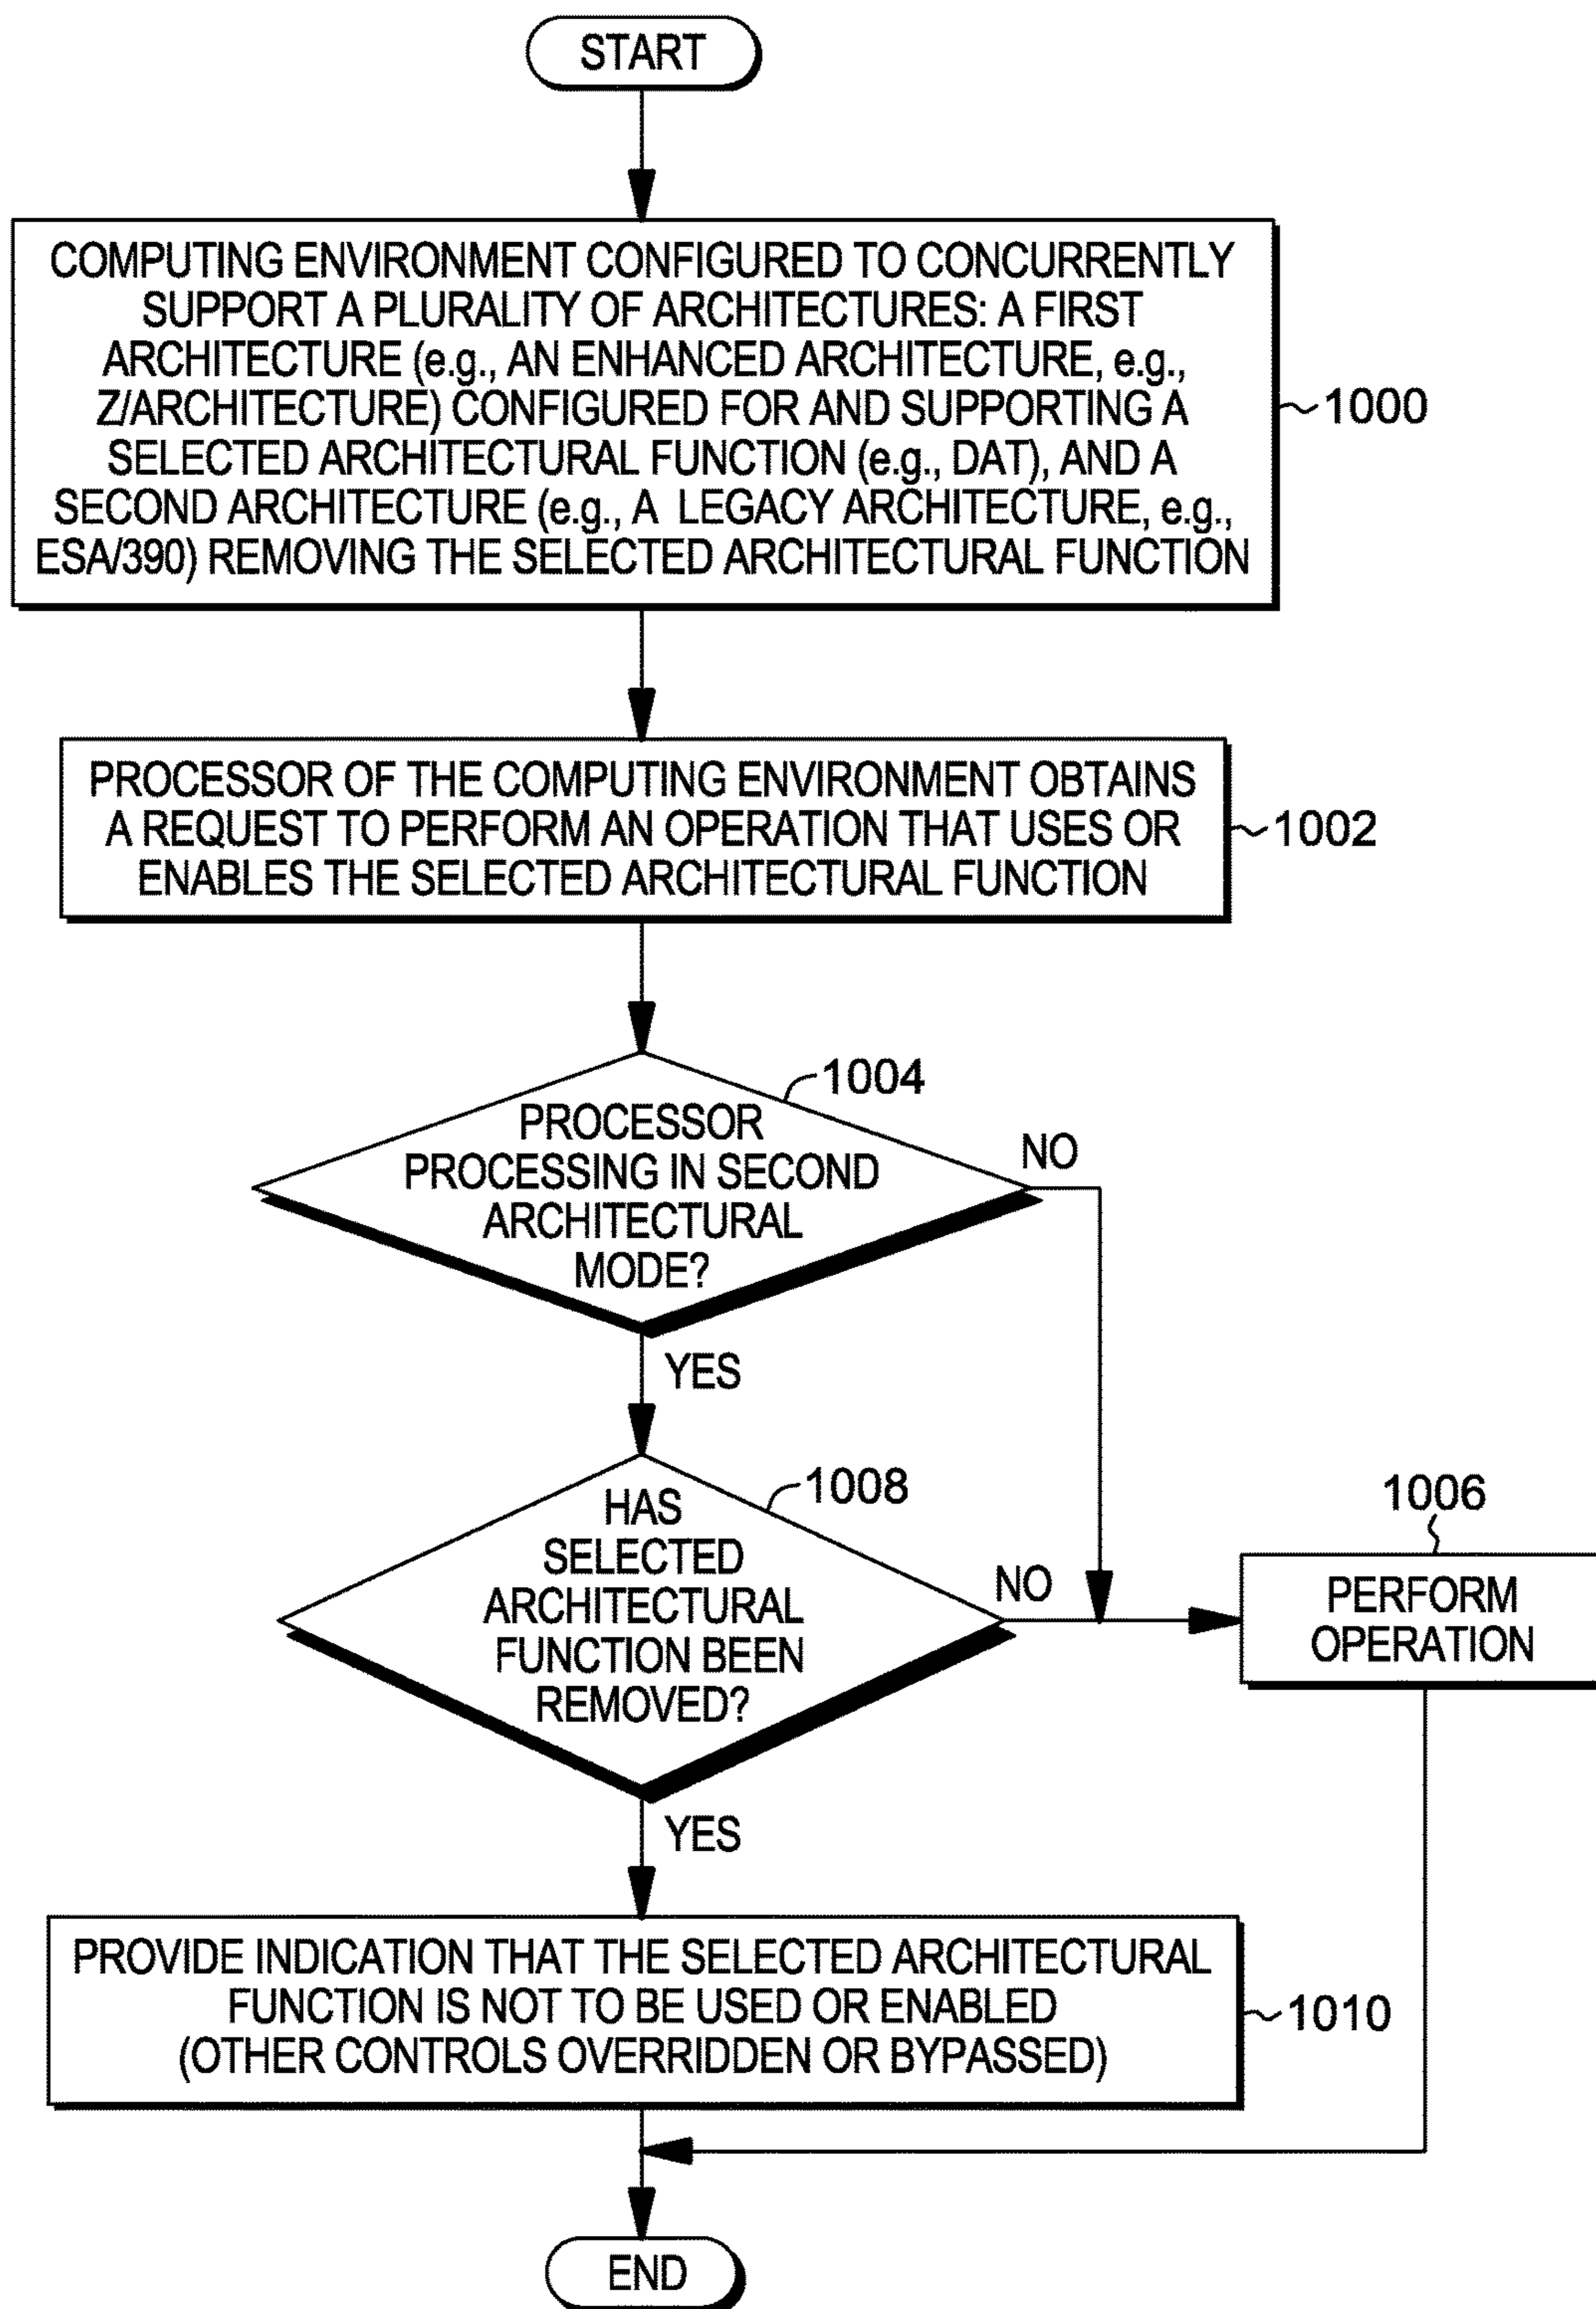 START
COMPUTING ENVIRONMENT CONFIGURED TO CONCURRENTLY
SUPPORT A PLURALITY OF ARCHITECTURES: A FIRST
ARCHITECTURE (e.g., AN ENHANCED ARCHITECTURE, e.g.,
Z/ARCHITECTURE) CONFIGURED FOR AND SUPPORTING A
SELECTED ARCHITECTURAL FUNCTION (e.g., DAT), AND A
SECOND ARCHITECTURE (e.g., A LEGACY ARCHITECTURE, e.g.,
ESA/390) REMOVING THE SELECTED ARCHITECTURAL FUNCTION
1000
PROCESSOR OF THE COMPUTING ENVIRONMENT OBTAINS
A REQUEST TO PERFORM AN OPERATION THAT USES OR
ENABLES THE SELECTED ARCHITECTURAL FUNCTION
1002
1004
PROCESSOR
PROCESSING IN SECOND
ARCHITECTURAL
MODE?
NO
YES
1008
HAS
SELECTED
ARCHITECTURAL
FUNCTION BEEN
REMOVED?
NO
1006
PERFORM
OPERATION
YES
PROVIDE INDICATION THAT THE SELECTED ARCHITECTURAL
FUNCTION IS NOT TO BE USED OR ENABLED
(OTHER CONTROLS OVERRIDDEN OR BYPASSED)
1010
END